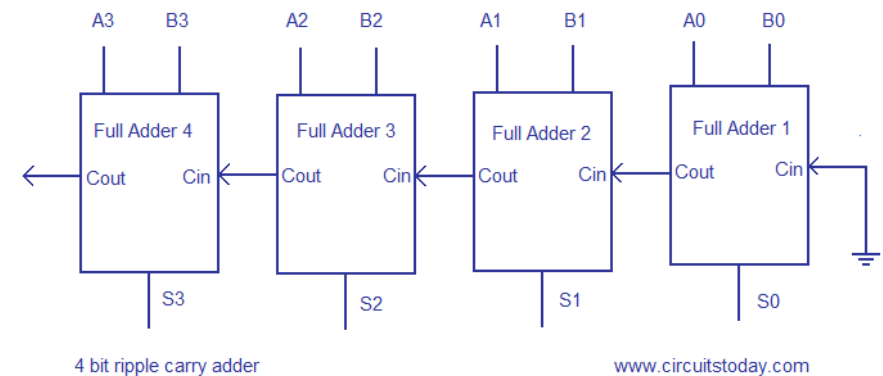 A3 B3 A2 B2 A1 B1 A0 B0
Full Adder 4 Full Adder 3 Full Adder 2 Full Adder 1
Cout Cin Cout Cin Cout Cin Cout Cin
S3 S2 S1 S0
4 bit ripple carry adder www.circuitstoday.com